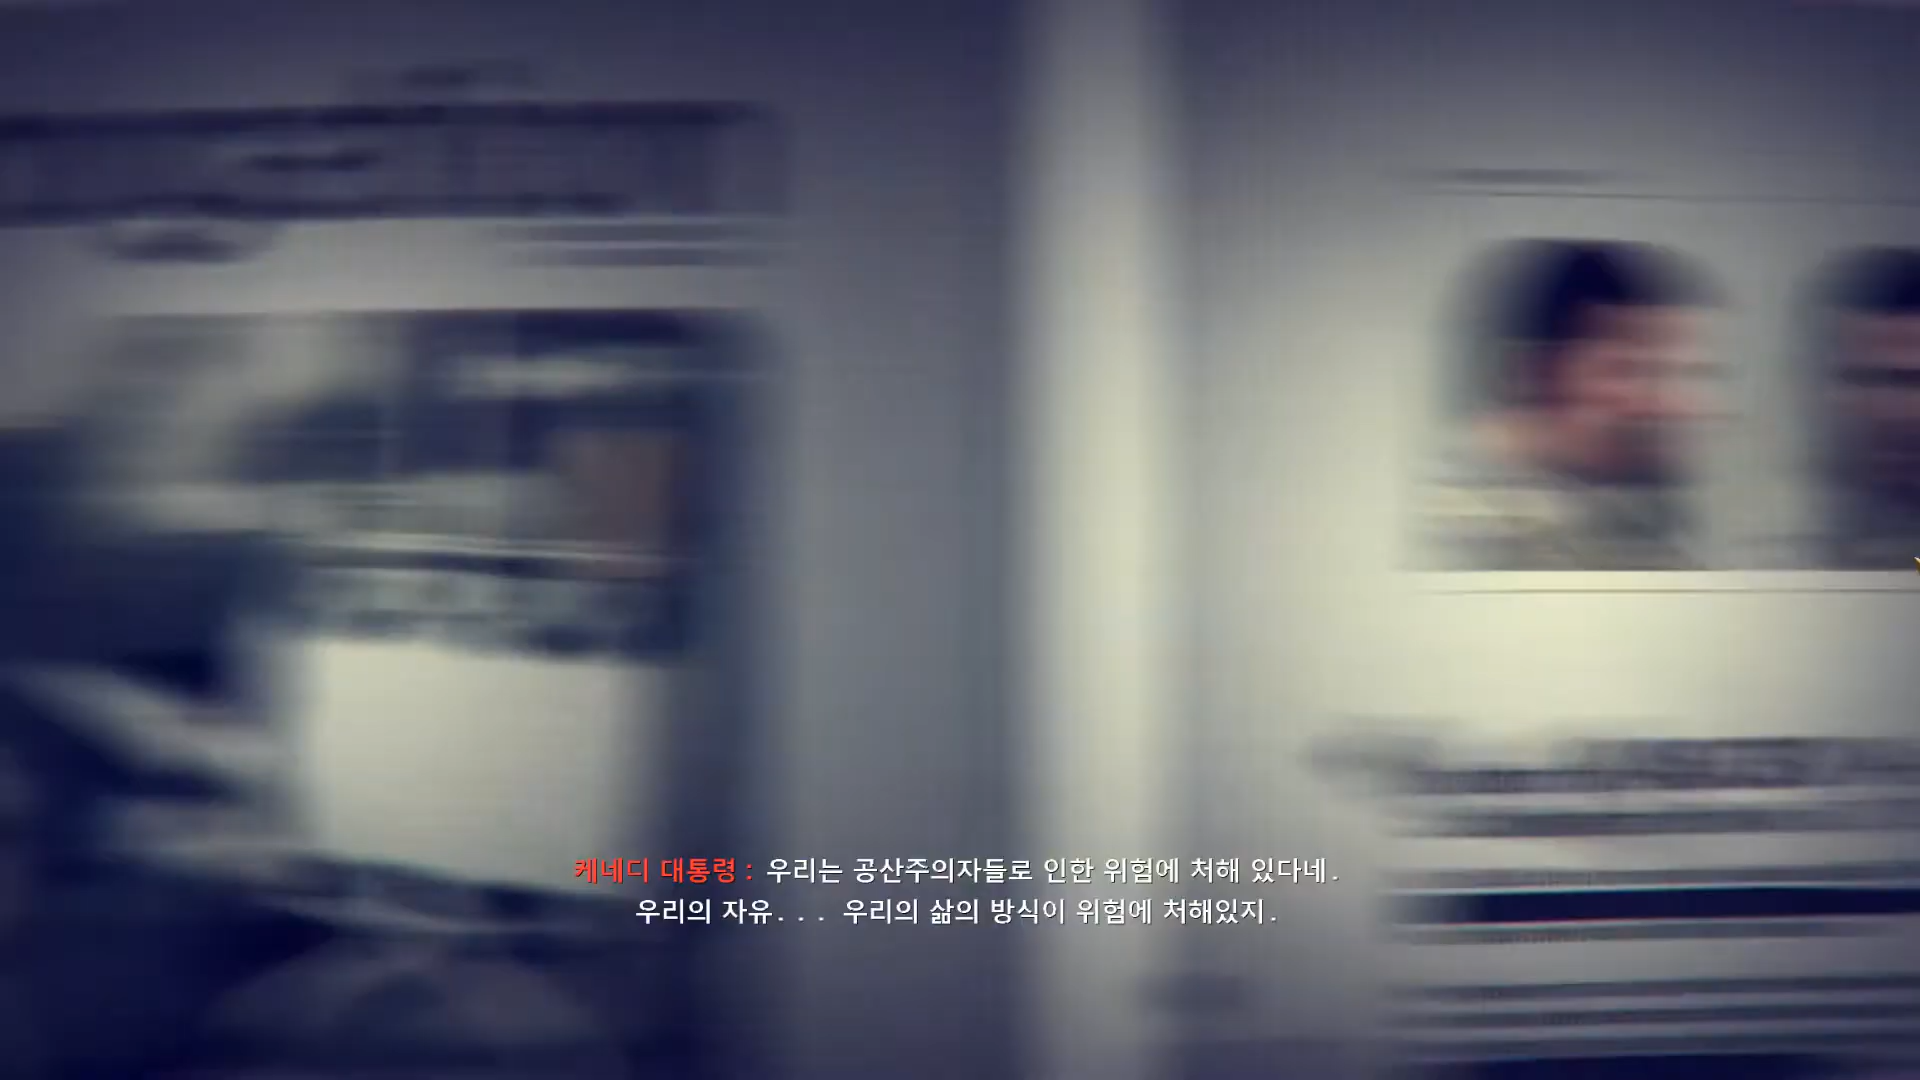 케네디 대통령 : 우리는 공산주의자들로 인한 위험에 처해 있다네.
우리의 자유. . . 우리의 삶의 방식이 위험에 처해있지.